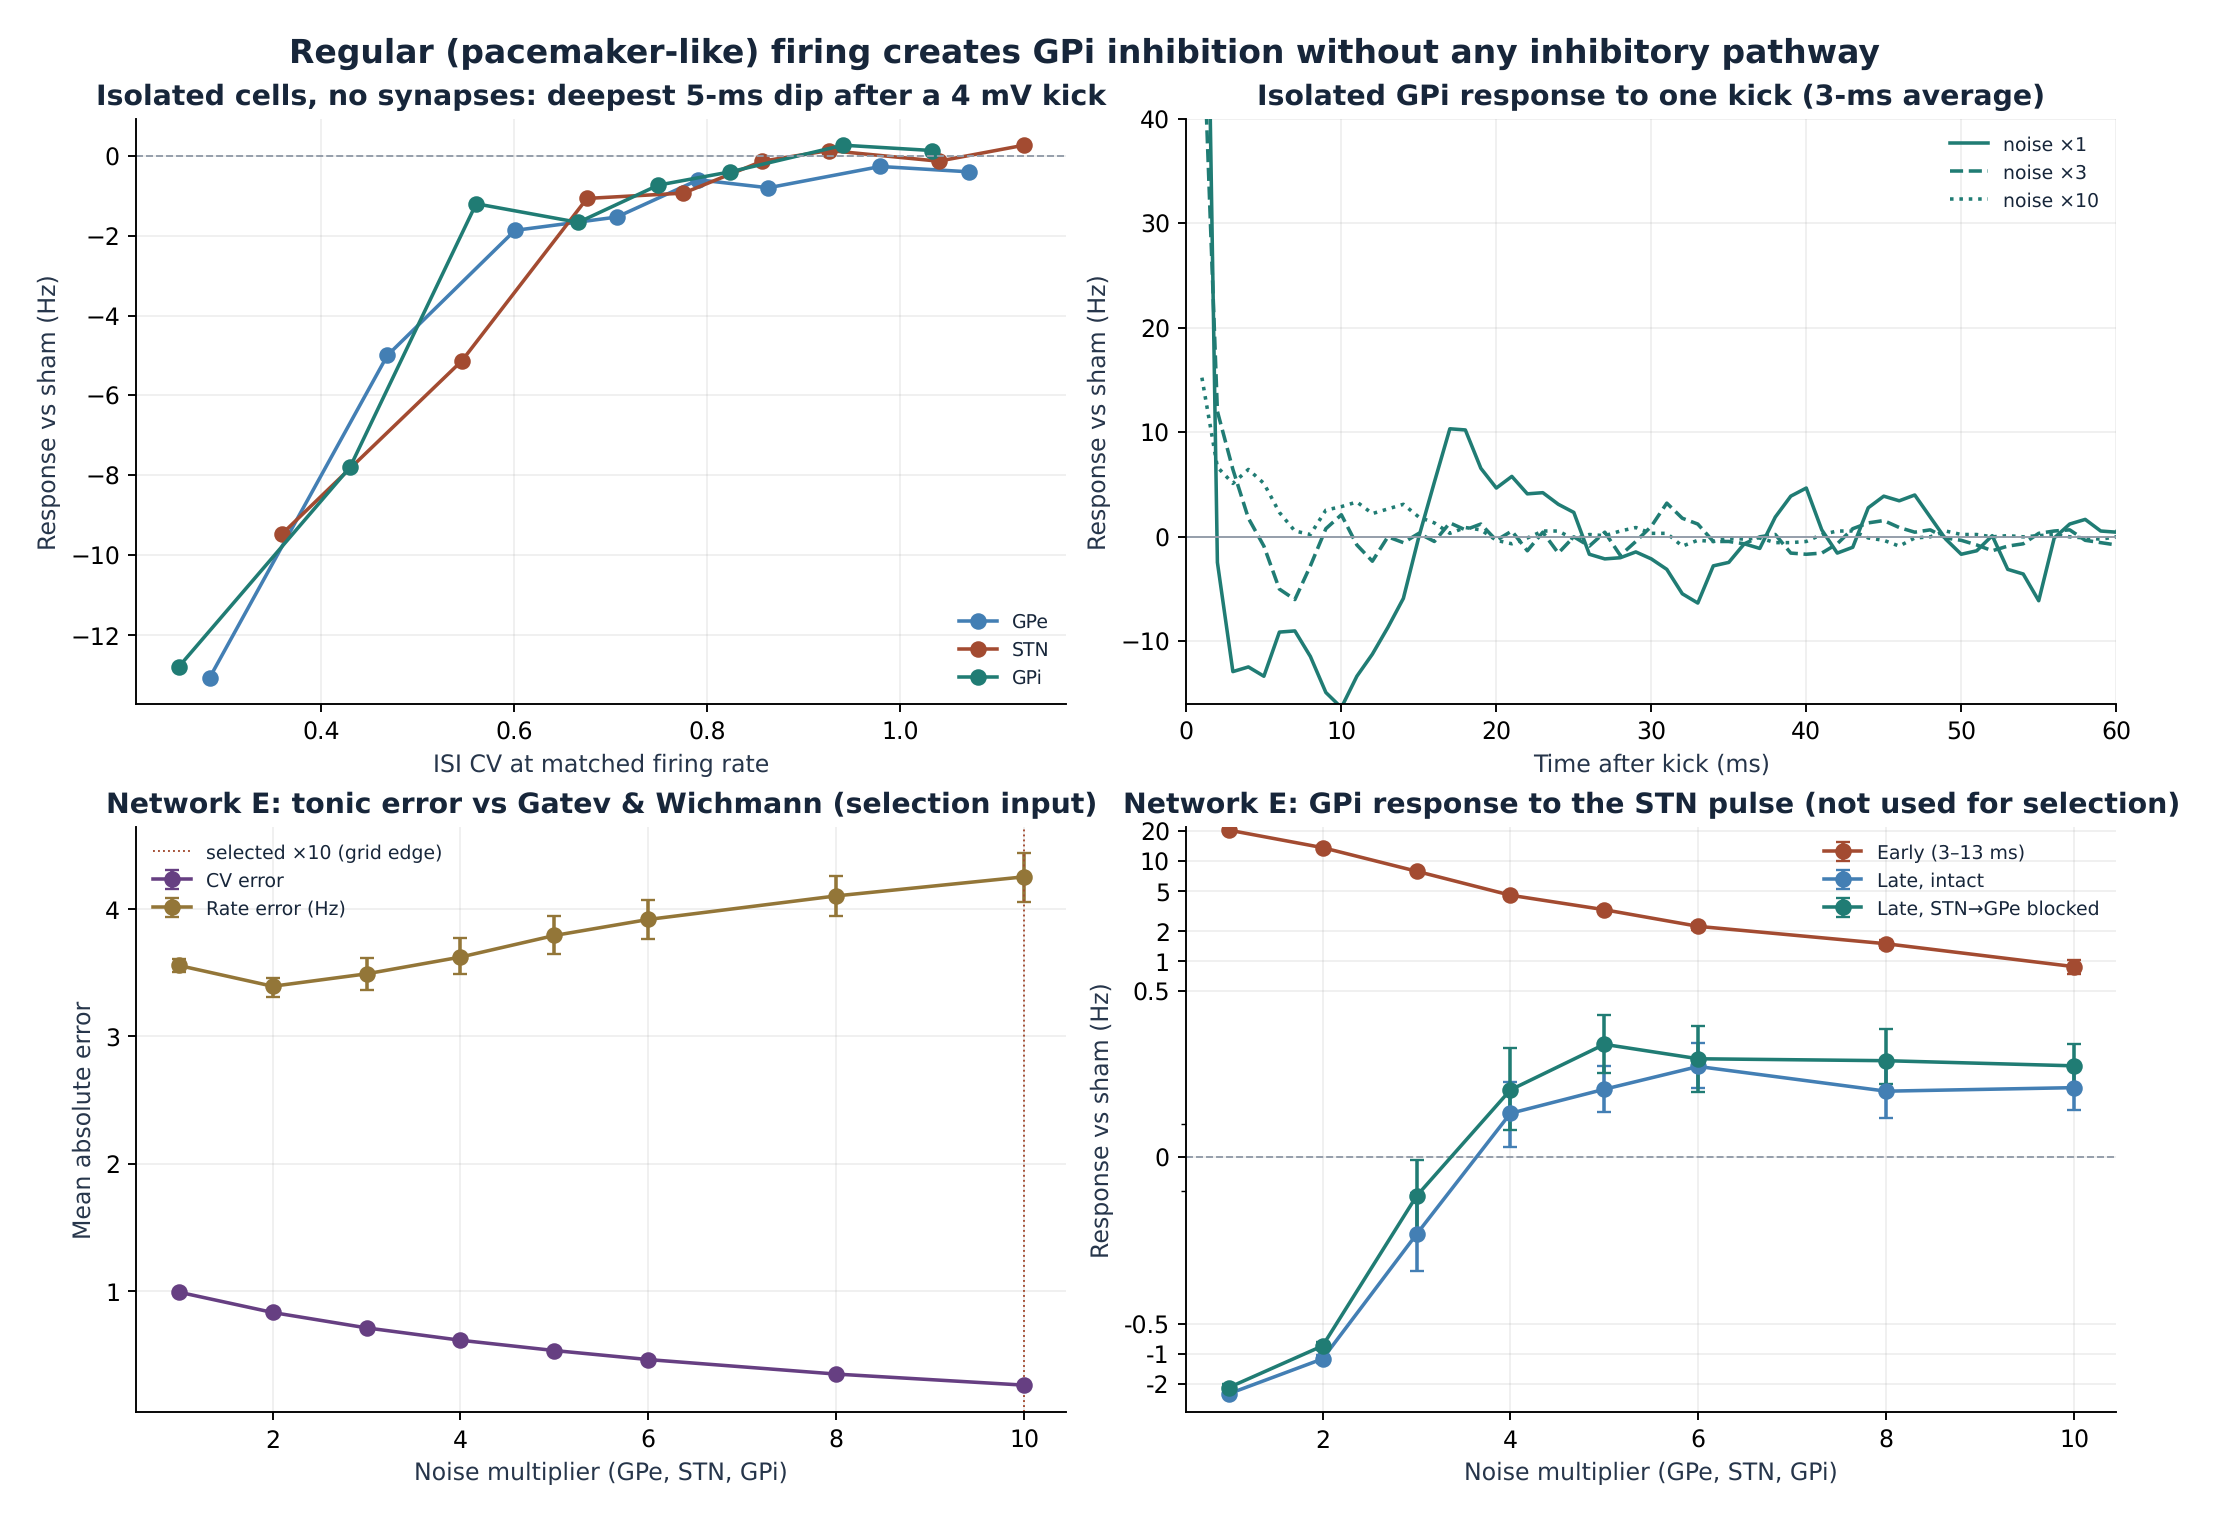 Regular (pacemaker-like) firing creates GPi inhibition without any inhibitory pathway
Isolated cells, no synapses: deepest 5-ms dip after a 4 mV kick
Response vs sham (Hz)
0
−2
−4
−6
−8
−10
−12
GPe
STN
GPi
0.4
0.6
0.8
1.0
ISI CV at matched firing rate
Isolated GPi response to one kick (3-ms average)
Response vs sham (Hz)
40
30
20
10
0
−10
noise ×1
noise ×3
noise ×10
0
10
20
30
40
50
60
Time after kick (ms)
Network E: tonic error vs Gatev & Wichmann (selection input)
Mean absolute error
4
3
2
1
selected ×10 (grid edge)
CV error
Rate error (Hz)
2
4
6
8
10
Noise multiplier (GPe, STN, GPi)
Network E: GPi response to the STN pulse (not used for selection)
Response vs sham (Hz)
20
10
5
2
1
0.5
0
-0.5
-1
-2
Early (3–13 ms)
Late, intact
Late, STN→GPe blocked
2
4
6
8
10
Noise multiplier (GPe, STN, GPi)